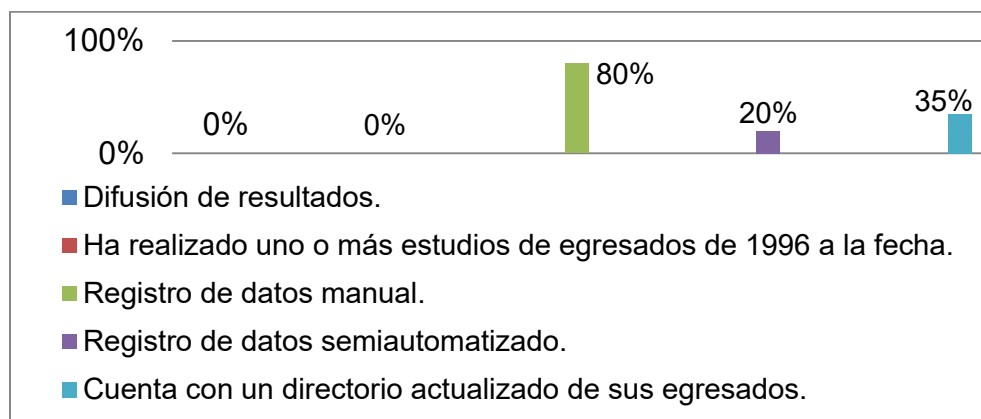 100%
80%
35%
20%
0%
0%
0%
Difusión de resultados.
Ha realizado uno o más estudios de egresados de 1996 a la fecha.
Registro de datos manual.
Registro de datos semiautomatizado.
Cuenta con un directorio actualizado de sus egresados.